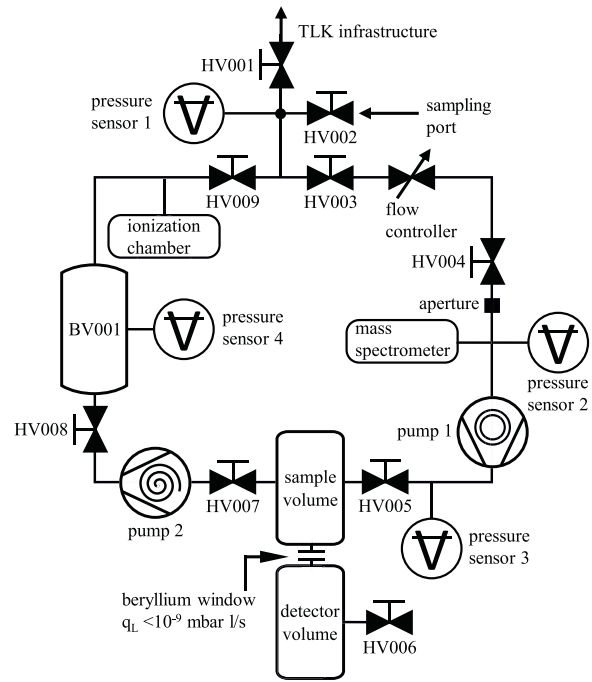 TLK infrastructure
HV001
pressure
sensor 1
sampling
port
HV002
HV009
HV003
flow
controller
ionization
chamber
HV004
aperture
BV001
pressure
sensor 4
mass
spectrometer
pressure
sensor 2
pump 1
HV008
pump 2
HV007
sample
volume
HV005
pressure
sensor 3
beryllium window
qL <10-9 mbar l/s
detector
volume
HV006